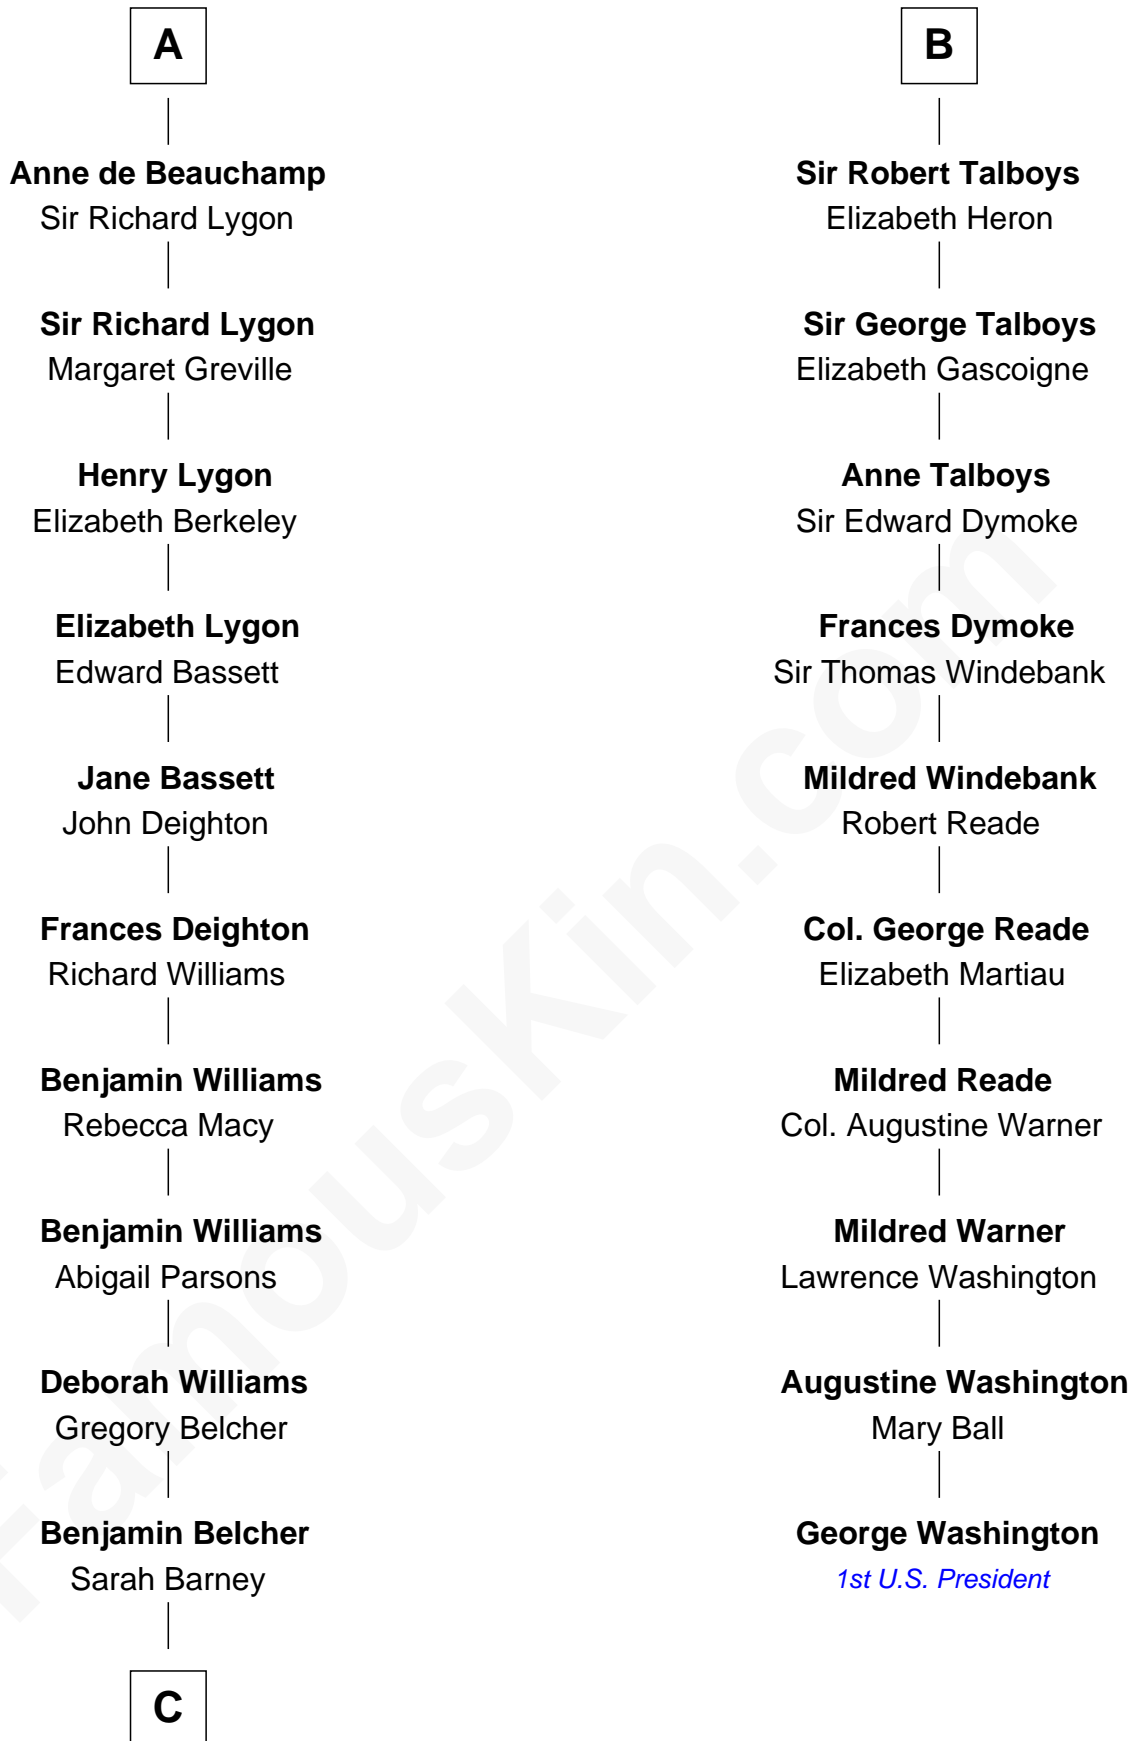 A
Anne de Beauchamp
Sir Richard Lygon
Sir Richard Lygon
Margaret Greville
Henry Lygon
Elizabeth Berkeley
Elizabeth Lygon
Edward Bassett
Jane Bassett
John Deighton
Frances Deighton
Richard Williams
Benjamin Williams
Rebecca Macy
Benjamin Williams
Abigail Parsons
Deborah Williams
Gregory Belcher
Benjamin Belcher
Sarah Barney
C
B
Sir Robert Talboys
Elizabeth Heron
Sir George Talboys
Elizabeth Gascoigne
Anne Talboys
Sir Edward Dymoke
Frances Dymoke
Sir Thomas Windebank
Mildred Windebank
Robert Reade
Col. George Reade
Elizabeth Martiau
Mildred Reade
Col. Augustine Warner
Mildred Warner
Lawrence Washington
Augustine Washington
Mary Ball
George Washington
1st U.S. President
FamousKin.com